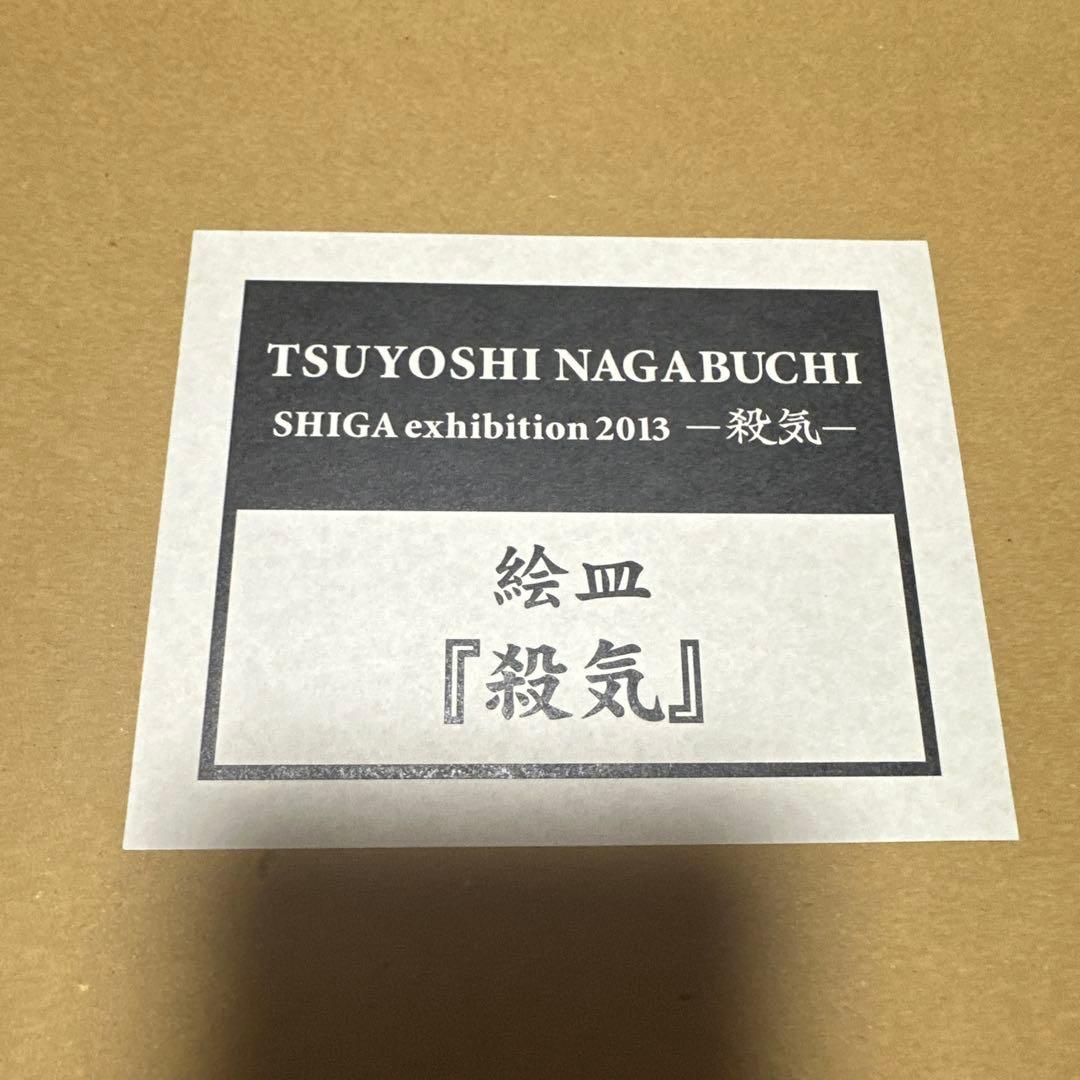 TSUYOSHI NAGABUCHI
SHIGA exhibition 2013 ―殺気―
絵皿
『殺気』